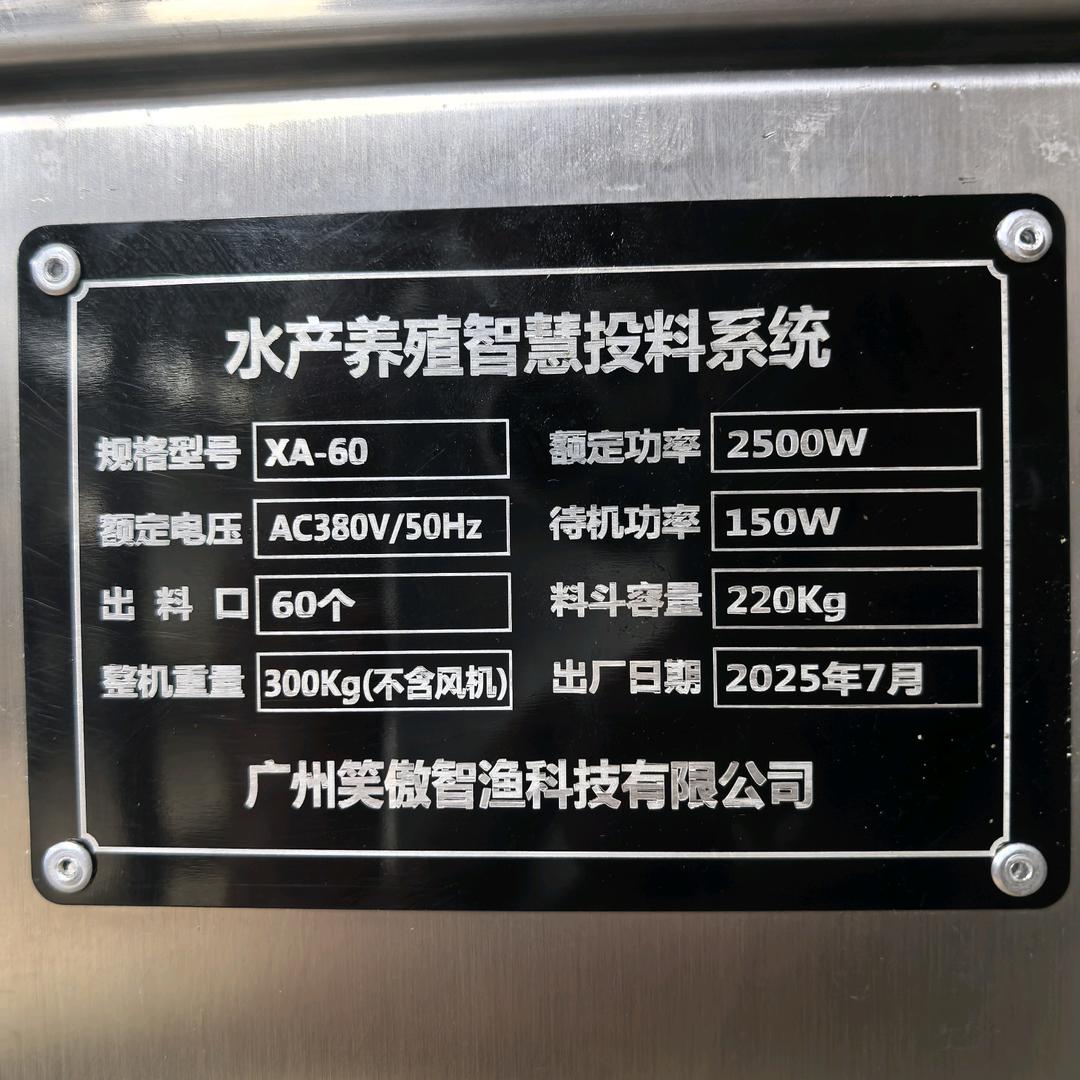 水产养殖智慧投料系统
规格型号 XA-60 额定功率 2500W
额定电压 AC380V/50Hz 待机功率 150W
出料口 60个 料斗容量 220Kg
整机重量 300Kg(不含风机) 出厂日期 2025年7月
广州笑傲智渔科技有限公司